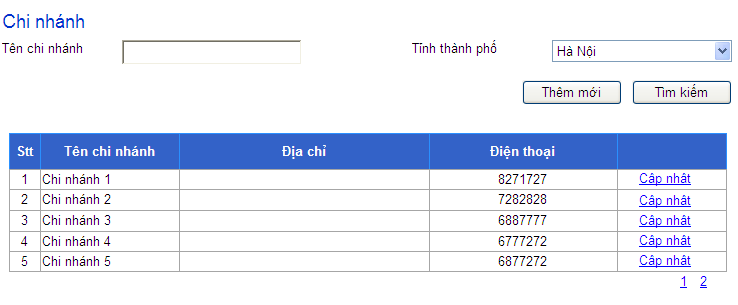 Chi nhánh
Tên chi nhánh Tỉnh thành phố Hà Nội
Thêm mới Tìm kiếm
Stt Tên chi nhánh Địa chỉ Điện thoại
1 Chi nhánh 1 8271727 Cập nhật
2 Chi nhánh 2 7282828 Cập nhật
3 Chi nhánh 3 6887777 Cập nhật
4 Chi nhánh 4 6777272 Cập nhật
5 Chi nhánh 5 6877272 Cập nhật
1 2